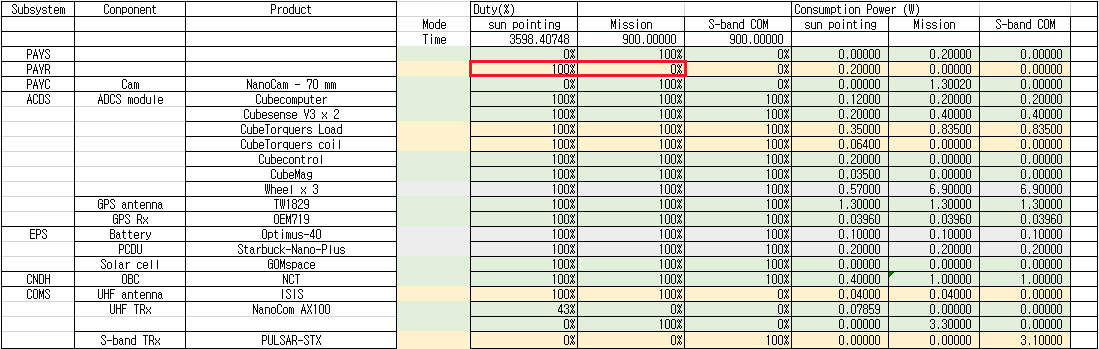 Subsystem Component Product Duty(%) Consumption Power (W)
Mode sun pointing Mission S-band COM sun pointing Mission S-band COM
Time 3598.40748 900.00000 900.00000
PAYS 0% 100% 0% 0.00000 0.20000 0.00000
PAYR 100% 0% 0% 0.20000 0.00000 0.00000
PAYC Cam NanoCam - 70 mm 0% 100% 0% 0.00000 1.30020 0.00000
ACDS ADCS module Cubecomputer 100% 100% 100% 0.12000 0.20000 0.20000
Cubesense V3 x 2 100% 100% 100% 0.20000 0.40000 0.40000
CubeTorquers Load 100% 100% 100% 0.35000 0.83500 0.83500
CubeTorquers coil 100% 100% 100% 0.06400 0.00000 0.00000
Cubecontrol 100% 100% 100% 0.20000 0.00000 0.00000
CubeMag 100% 100% 100% 0.03500 0.00000 0.00000
Wheel x 3 100% 100% 100% 0.57000 6.90000 6.90000
GPS antenna TW1829 100% 100% 100% 1.30000 1.30000 1.30000
GPS Rx OEM719 100% 100% 100% 0.03960 0.03960 0.03960
EPS Battery Optimus-40 100% 100% 100% 0.10000 0.10000 0.10000
PCDU Starbuck-Nano-Plus 100% 100% 100% 0.20000 0.20000 0.20000
Solar cell GOMspace 100% 100% 100% 0.00000 0.00000 0.00000
CNDH OBC NCT 100% 100% 100% 0.40000 1.00000 1.00000
COMS UHF antenna ISIS 100% 100% 0% 0.04000 0.04000 0.00000
UHF TRx NanoCom AX100 43% 0% 0% 0.07859 0.00000 0.00000
0% 100% 0% 0.00000 3.30000 0.00000
S-band TRx PULSAR-STX 0% 0% 100% 0.00000 0.00000 3.10000